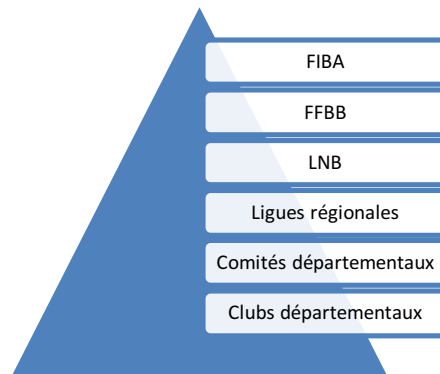 FIBA
FFBB
LNB
Ligues régionales
Comités départementaux
Clubs départementaux